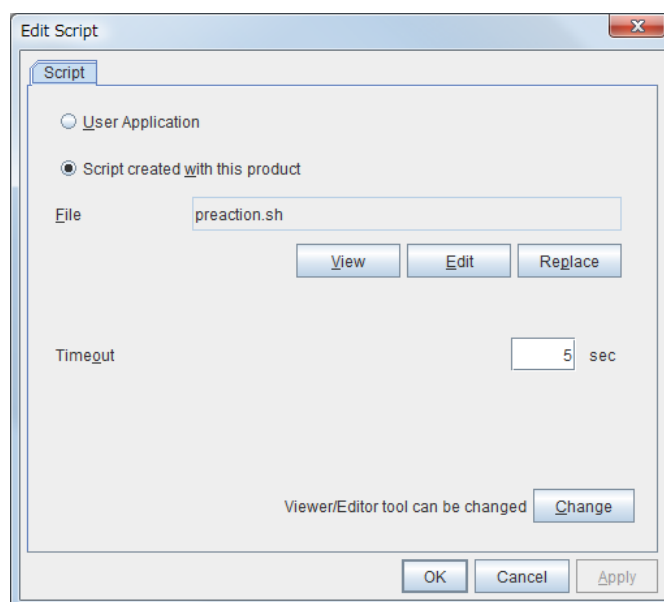 Edit Script
Script
User Application
Script created with this product
File preaction.sh
View Edit Replace
Timeout 5 sec
Viewer/Editor tool can be changed Change
OK Cancel Apply